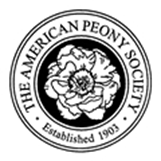 · THE AMERICAN PEONY SOCIETY ·
Established 1903